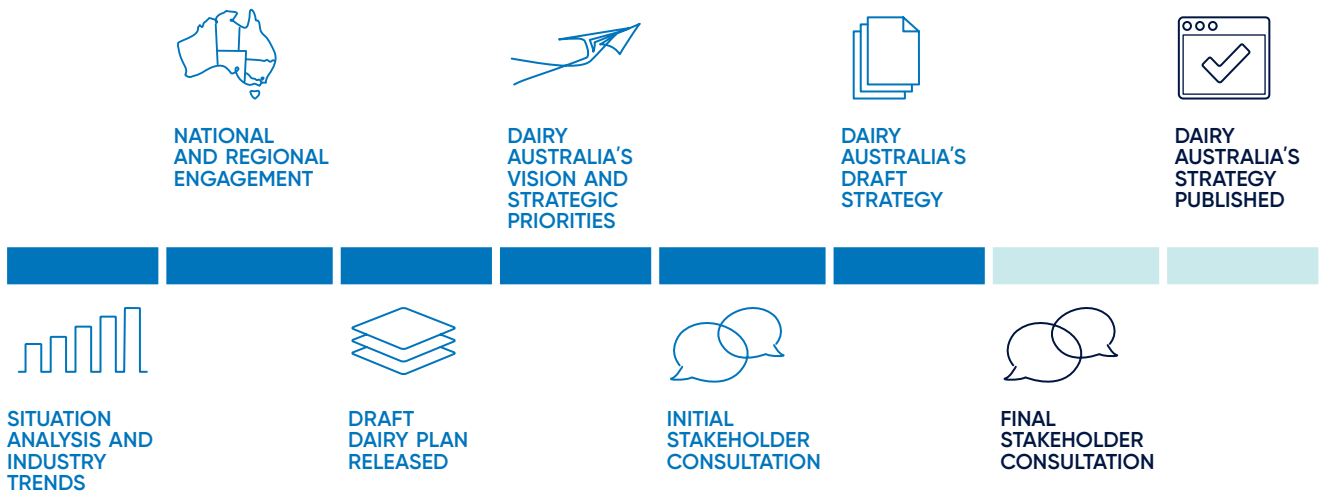 NATIONAL
AND REGIONAL
ENGAGEMENT
DAIRY
AUSTRALIA'S
VISION AND
STRATEGIC
PRIORITIES
DAIRY
AUSTRALIA'S
DRAFT
STRATEGY
DAIRY
AUSTRALIA'S
STRATEGY
PUBLISHED
SITUATION
ANALYSIS AND
INDUSTRY
TRENDS
DRAFT
DAIRY PLAN
RELEASED
INITIAL
STAKEHOLDER
CONSULTATION
FINAL
STAKEHOLDER
CONSULTATION